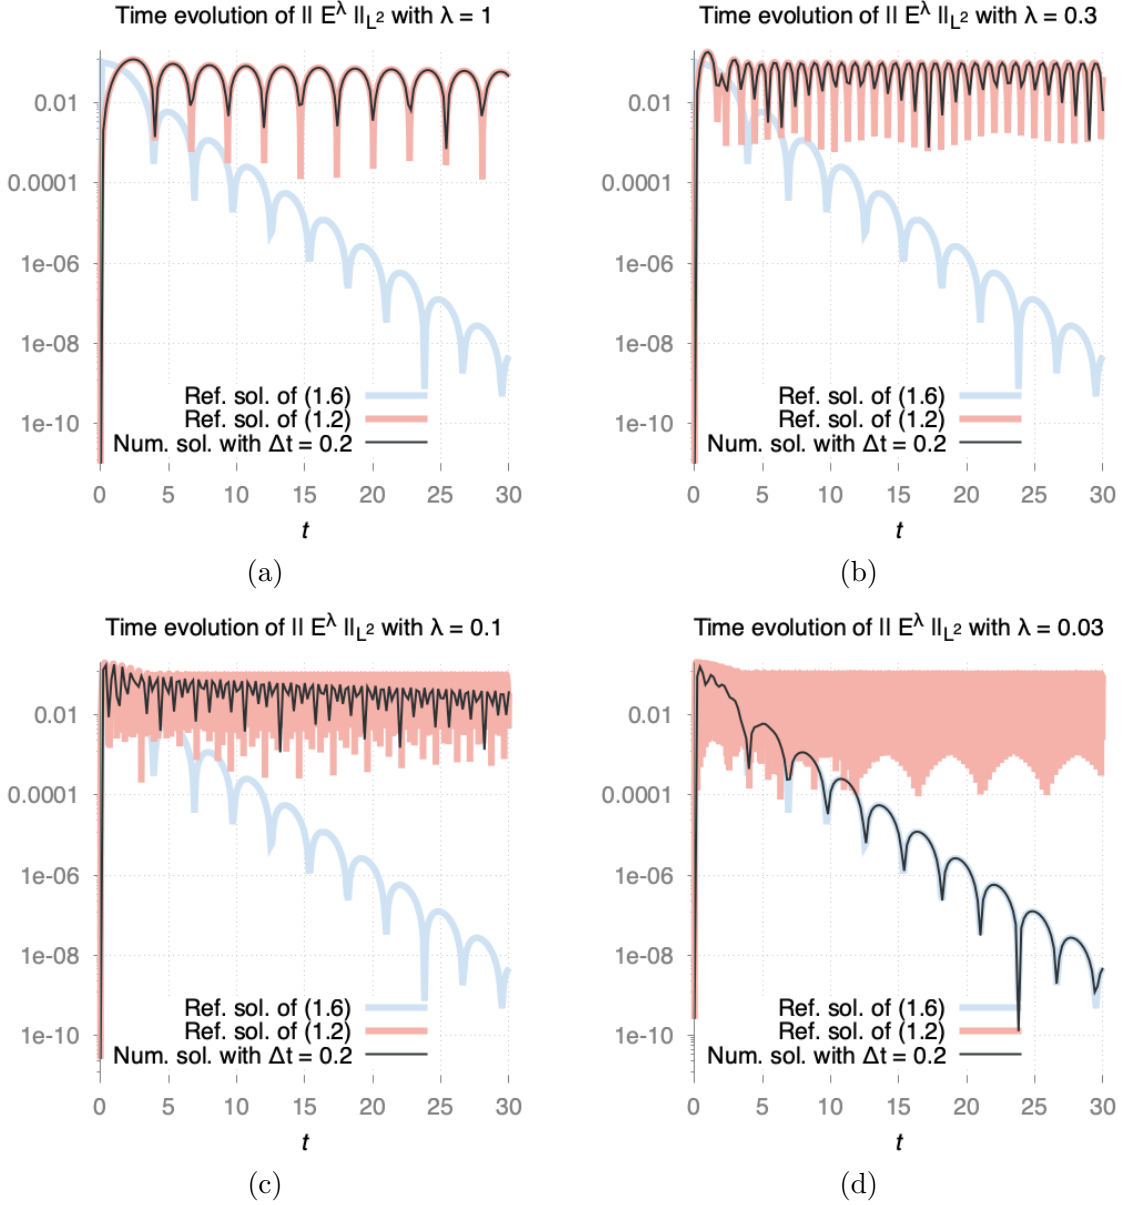 Time evolution of || E^λ ||_L² with λ = 1
0.01
0.0001
1e-06
1e-08
1e-10
Ref. sol. of (1.6)
Ref. sol. of (1.2)
Num. sol. with Δt = 0.2
0 5 10 15 20 25 30
t
(a)
Time evolution of || E^λ ||_L² with λ = 0.3
0.01
0.0001
1e-06
1e-08
1e-10
Ref. sol. of (1.6)
Ref. sol. of (1.2)
Num. sol. with Δt = 0.2
0 5 10 15 20 25 30
t
(b)
Time evolution of || E^λ ||_L² with λ = 0.1
0.01
0.0001
1e-06
1e-08
1e-10
Ref. sol. of (1.6)
Ref. sol. of (1.2)
Num. sol. with Δt = 0.2
0 5 10 15 20 25 30
t
(c)
Time evolution of || E^λ ||_L² with λ = 0.03
0.01
0.0001
1e-06
1e-08
1e-10
Ref. sol. of (1.6)
Ref. sol. of (1.2)
Num. sol. with Δt = 0.2
0 5 10 15 20 25 30
t
(d)